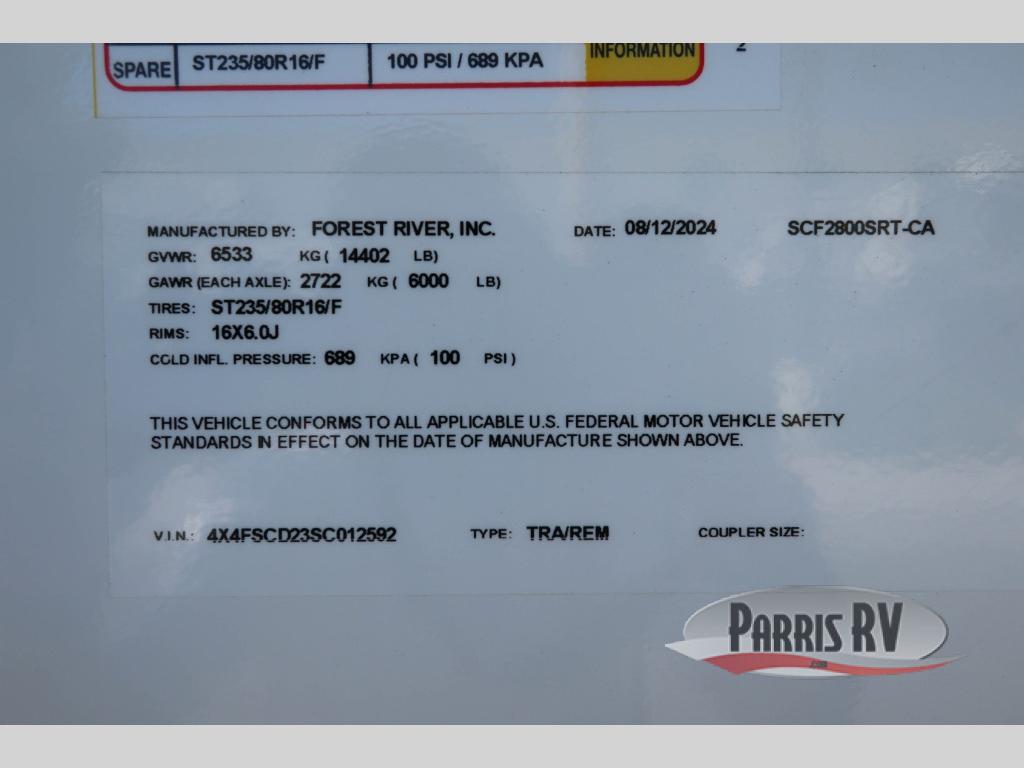 SPARE ST235/80R16/F 100 PSI / 689 KPA INFORMATION 2
MANUFACTURED BY: FOREST RIVER, INC. DATE: 08/12/2024 SCF2800SRT-CA
GVWR: 6533 KG ( 14402 LB)
GAWR (EACH AXLE): 2722 KG ( 6000 LB)
TIRES: ST235/80R16/F
RIMS: 16X6.0J
COLD INFL. PRESSURE: 689 KPA ( 100 PSI )
THIS VEHICLE CONFORMS TO ALL APPLICABLE U.S. FEDERAL MOTOR VEHICLE SAFETY
STANDARDS IN EFFECT ON THE DATE OF MANUFACTURE SHOWN ABOVE.
V.I.N.: 4X4FSCD23SC012592 TYPE: TRA/REM COUPLER SIZE:
PARRIS RV
.com